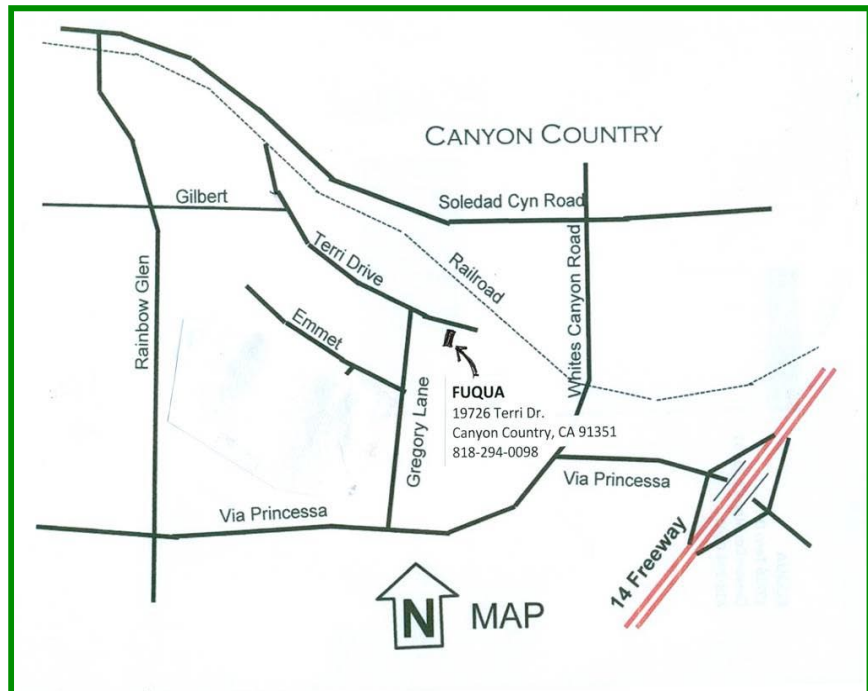 CANYON COUNTRY
Gilbert
Soledad Cyn Road
Terri Drive
Railroad
Rainbow Glen
Emmet
Whites Canyon Road
FUQUA
19726 Terri Dr.
Canyon Country, CA 91351
818-294-0098
Gregory Lane
Via Princessa
Via Princessa
14 Freeway
N MAP